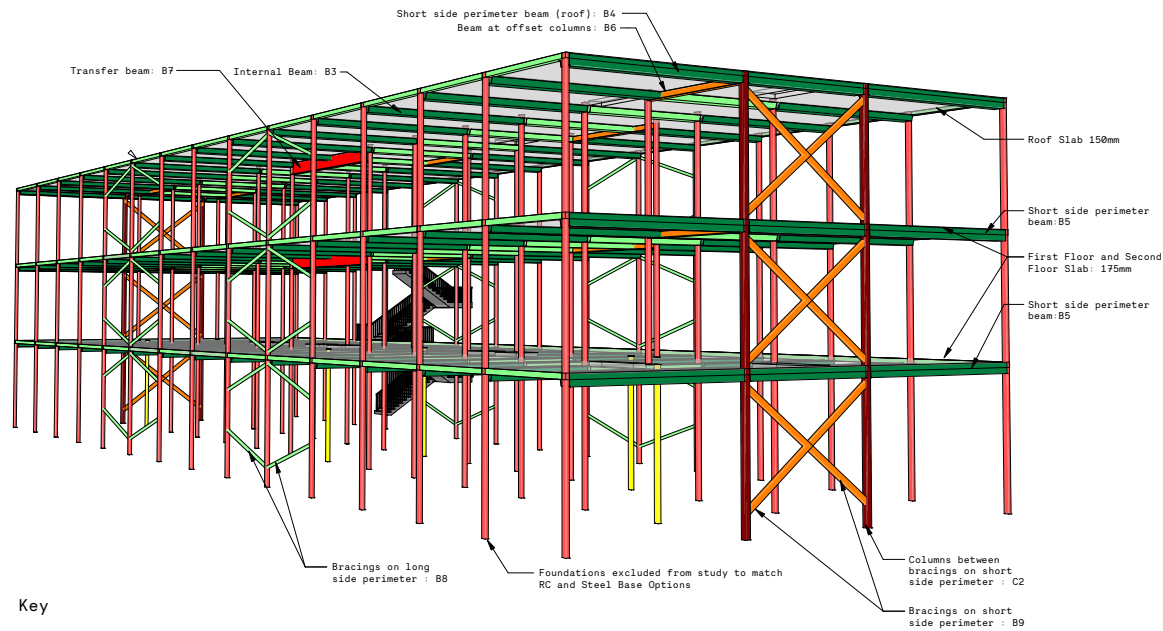 Short side perimeter beam (roof): B4
Beam at offset columns: B6
Transfer beam: B7
Internal Beam: B3
Roof Slab 150mm
Short side perimeter
beam:B5
First Floor and Second
Floor Slab: 175mm
Short side perimeter
beam:B5
Bracings on long
side perimeter : B8
Foundations excluded from study to match
RC and Steel Base Options
Columns between
bracings on short
side perimeter : C2
Bracings on short
side perimeter : B9
Key